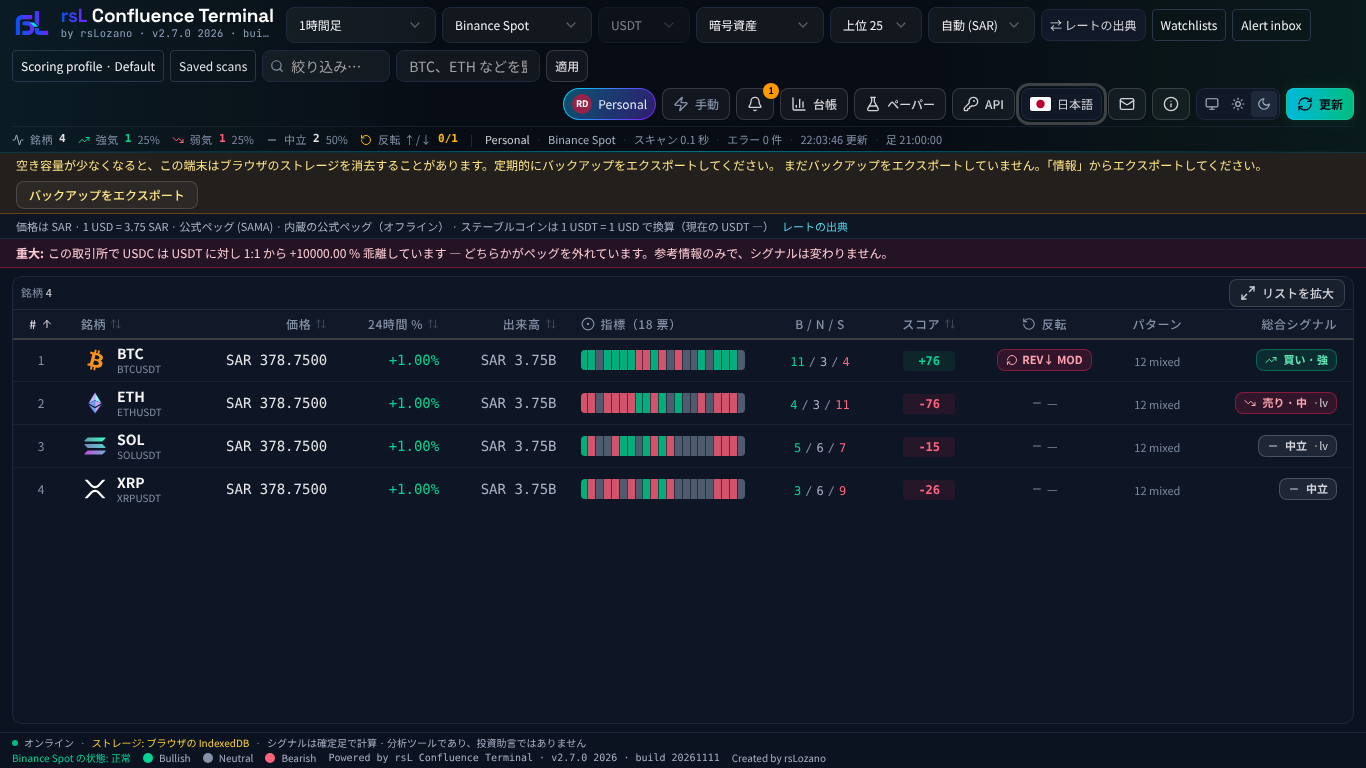 rsL Confluence Terminal
by rsLozano · v2.7.0 2026 · bui…
1時間足
Binance Spot
USDT
暗号資産
上位 25
自動 (SAR)
レートの出典
Watchlists
Alert inbox
Scoring profile · Default
Saved scans
絞り込み…
BTC、ETH などを
適用
RD Personal
手動
1
台帳
ペーパー
API
日本語
更新
銘柄 4 強気 1 25% 弱気 1 25% 中立 2 50% 反転 ↑/↓ 0/1 Personal · Binance Spot · スキャン 0.1 秒 · エラー 0 件 · 22:03:46 更新 · 足 21:00:00
空き容量が少なくなると、この端末はブラウザのストレージを消去することがあります。定期的にバックアップをエクスポートしてください。 まだバックアップをエクスポートしていません。「情報」からエクスポートしてください。
バックアップをエクスポート
価格は SAR · 1 USD = 3.75 SAR · 公式ペッグ (SAMA) · 内蔵の公式ペッグ（オフライン） · ステーブルコインは 1 USDT = 1 USD で換算（現在の USDT —） レートの出典
重大: この取引所で USDC は USDT に対し 1:1 から +10000.00 % 乖離しています — どちらかがペッグを外れています。参考情報のみで、シグナルは変わりません。
銘柄 4
リストを拡大
# ↑ 銘柄 ↑↓ 価格 ↑↓ 24時間 % ↑↓ 出来高 ↑↓ 指標（18 票） B / N / S スコア ↑↓ 反転 パターン 総合シグナル
1 BTC SAR 378.7500 +1.00% SAR 3.75B 11 / 3 / 4 +76 REV↓ MOD 12 mixed 買い · 強
BTCUSDT
2 ETH SAR 378.7500 +1.00% SAR 3.75B 4 / 3 / 11 -76 — — 12 mixed 売り · 中 · lv
ETHUSDT
3 SOL SAR 378.7500 +1.00% SAR 3.75B 5 / 6 / 7 -15 — — 12 mixed 中立 · lv
SOLUSDT
4 XRP SAR 378.7500 +1.00% SAR 3.75B 3 / 6 / 9 -26 — — 12 mixed 中立
XRPUSDT
オンライン · ストレージ: ブラウザの IndexedDB · シグナルは確定足で計算 · 分析ツールであり、投資助言ではありません
Binance Spot の状態: 正常 Bullish Neutral Bearish Powered by rsL Confluence Terminal · v2.7.0 2026 · build 20261111 Created by rsLozano